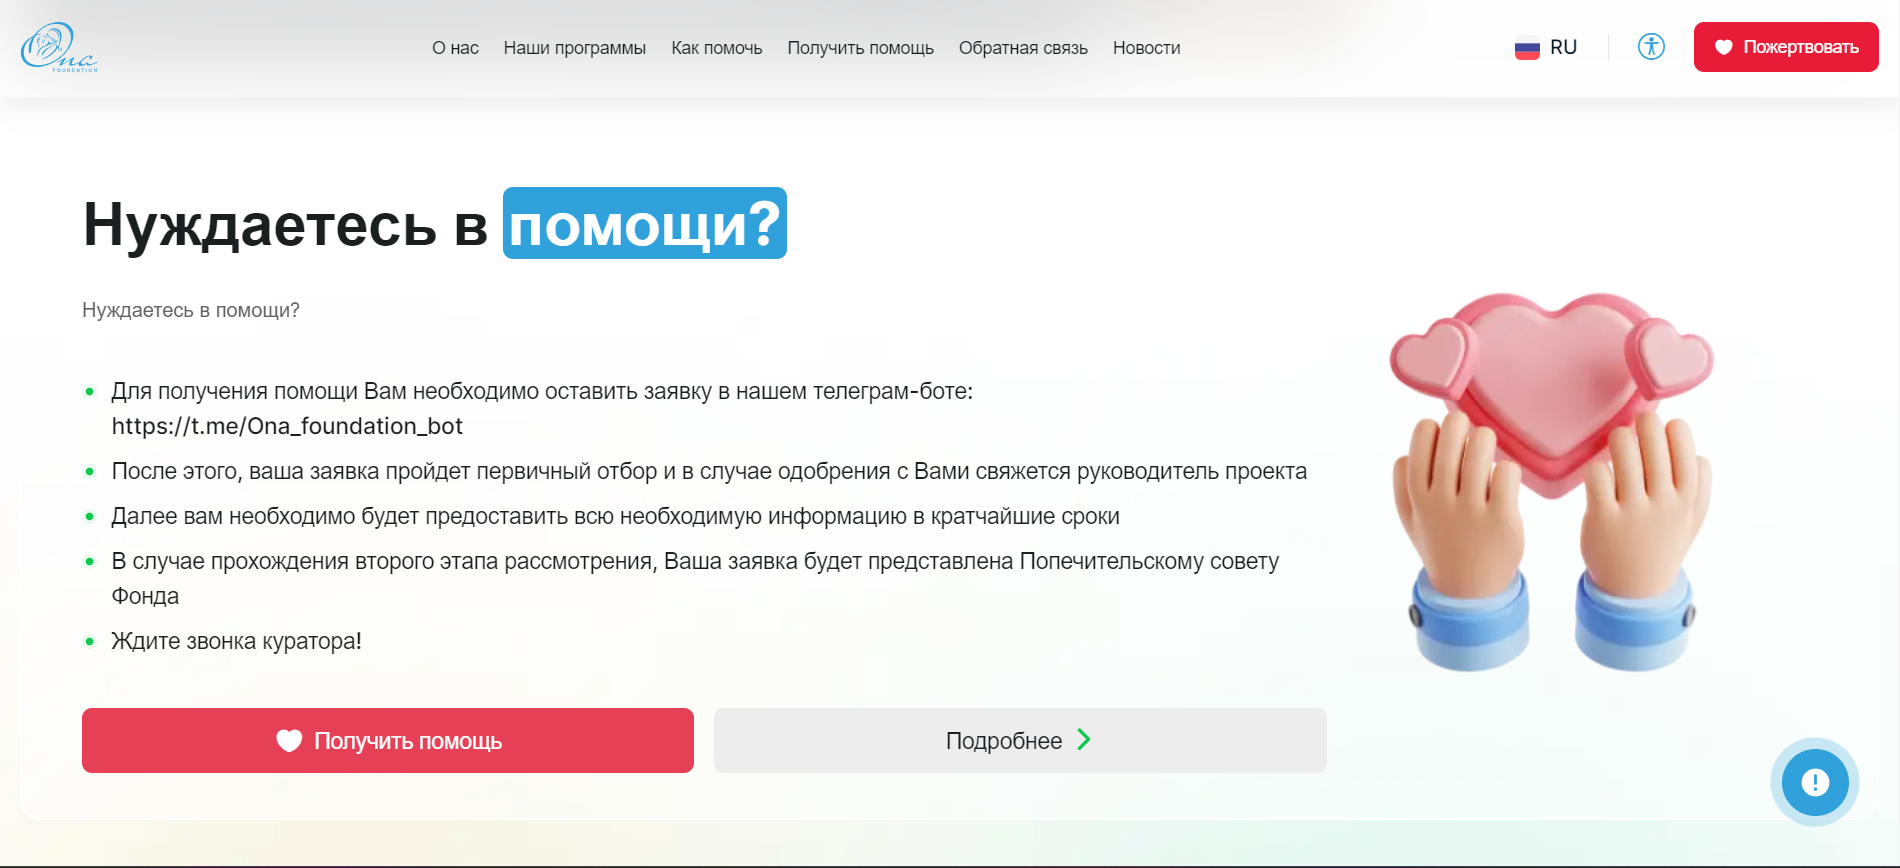 Ona
FOUNDATION
О нас
Наши программы
Как помочь
Получить помощь
Обратная связь
Новости
RU
Пожертвовать
Нуждаетесь в помощи?
Нуждаетесь в помощи?
Для получения помощи Вам необходимо оставить заявку в нашем телеграм-боте:
https://t.me/Ona_foundation_bot
После этого, ваша заявка пройдет первичный отбор и в случае одобрения с Вами свяжется руководитель проекта
Далее вам необходимо будет предоставить всю необходимую информацию в кратчайшие сроки
В случае прохождения второго этапа рассмотрения, Ваша заявка будет представлена Попечительскому совету
Фонда
Ждите звонка куратора!
Получить помощь
Подробнее